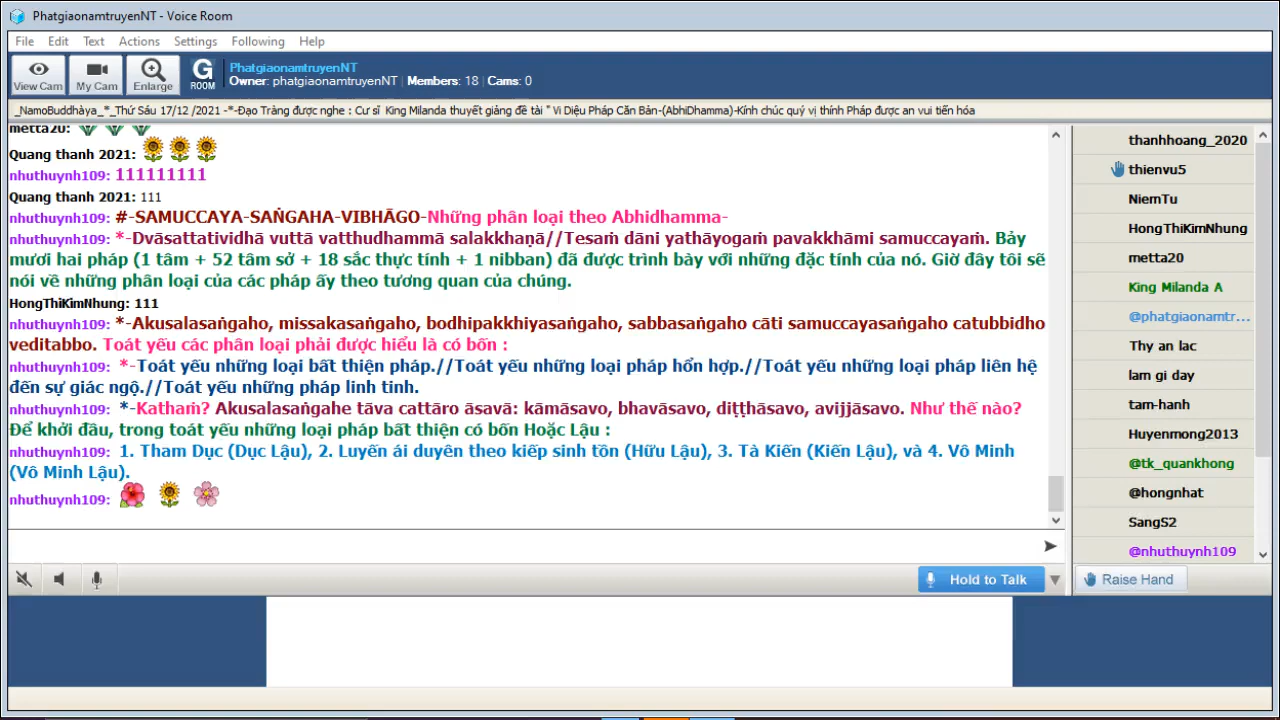 PhatgiaonamtruyenNT - Voice Room
File Edit Text Actions Settings Following Help
View Cam My Cam Enlarge G ROOM
PhatgiaonamtruyenNT
Owner: phatgiaonamtruyenNT | Members: 18 | Cams: 0
_NamoBuddhàya_*_Thứ Sáu 17/12 /2021 -*-Đạo Tràng được nghe : Cư sĩ King Milanda thuyết giảng đề tài " Vi Diệu Pháp Căn Bản-(AbhiDhamma)-Kính chúc quý vị thính Pháp được an vui tiến hóa
metta20:
Quang thanh 2021:
nhuthuynh109: 111111111
Quang thanh 2021: 111
nhuthuynh109: #-SAMUCCAYA-SAṄGAHA-VIBHĀGO-Những phân loại theo Abhidhamma-
nhuthuynh109: *-Dvāsattatividhā vuttā vatthudhammā salakkhaṇā//Tesaṁ dāni yathāyogaṁ pavakkhāmi samuccayaṁ. Bảy
mươi hai pháp (1 tâm + 52 tâm sở + 18 sắc thực tính + 1 nibban) đã được trình bày với những đặc tính của nó. Giờ đây tôi sẽ
nói về những phân loại của các pháp ấy theo tương quan của chúng.
HongThiKimNhung: 111
nhuthuynh109: *-Akusalasaṅgaho, missakasaṅgaho, bodhipakkhiyasaṅgaho, sabbasaṅgaho cāti samuccayasaṅgaho catubbidho
veditabbo. Toát yếu các phân loại phải được hiểu là có bốn :
nhuthuynh109: *-Toát yếu những loại bất thiện pháp.//Toát yếu những loại pháp hổn hợp.//Toát yếu những loại pháp liên hệ
đến sự giác ngộ.//Toát yếu những pháp linh tinh.
nhuthuynh109: *-Kathaṁ? Akusalasaṅgahe tāva cattāro āsavā: kāmāsavo, bhavāsavo, diṭṭhāsavo, avijjāsavo. Như thế nào?
Để khởi đầu, trong toát yếu những loại pháp bất thiện có bốn Hoặc Lậu :
nhuthuynh109: 1. Tham Dục (Dục Lậu), 2. Luyến ái duyên theo kiếp sinh tồn (Hữu Lậu), 3. Tà Kiến (Kiến Lậu), và 4. Vô Minh
(Vô Minh Lậu).
nhuthuynh109:
thanhhoang_2020
thienvu5
NiemTu
HongThiKimNhung
metta20
King Milanda A
@phatgiaonamtr...
Thy an lac
lam gi day
tam-hanh
Huyenmong2013
@tk_quankhong
@hongnhat
SangS2
@nhuthuynh109
Hold to Talk
Raise Hand